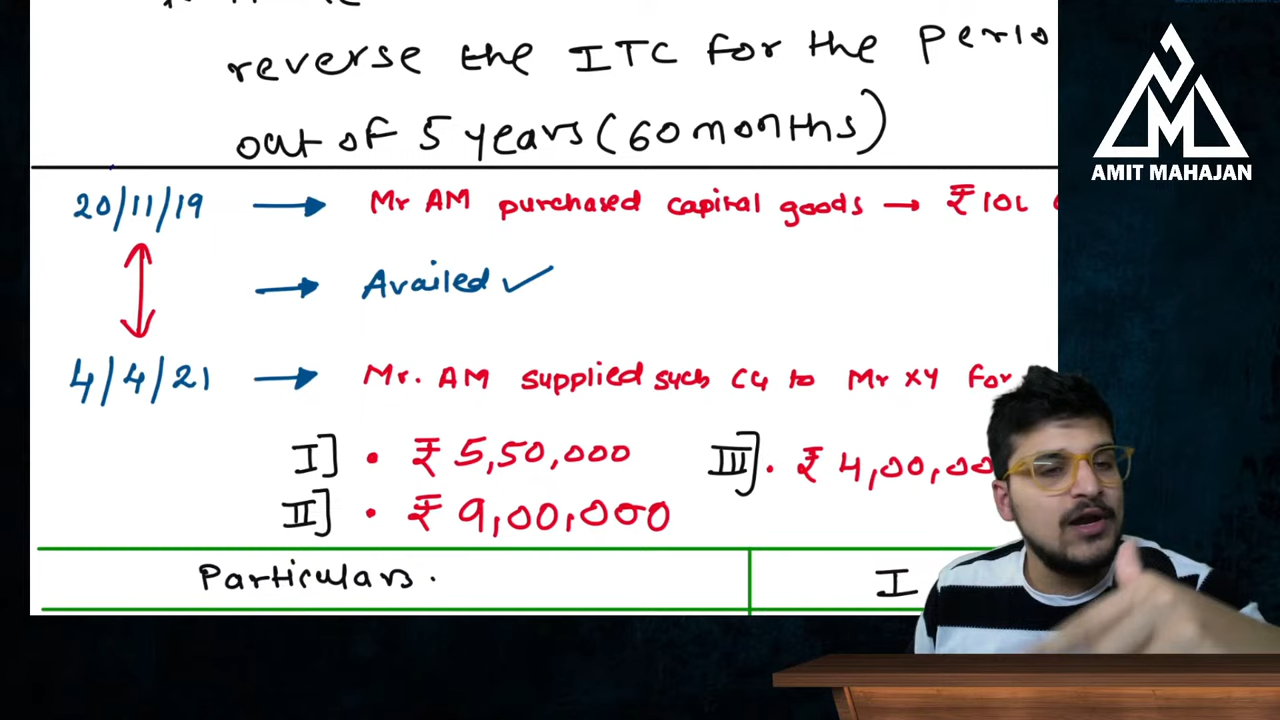 reverse the ITC for the perio
out of 5 years (60 months)
20/11/19 → Mr AM purchased capital goods → ₹10L
→ Availed ✓
4/4/21 → Mr. AM supplied such CG to Mr XY for
I] • ₹ 5,50,000 III] • ₹ 4,00,00
II] • ₹ 9,00,000
Particulars. I
AMIT MAHAJAN